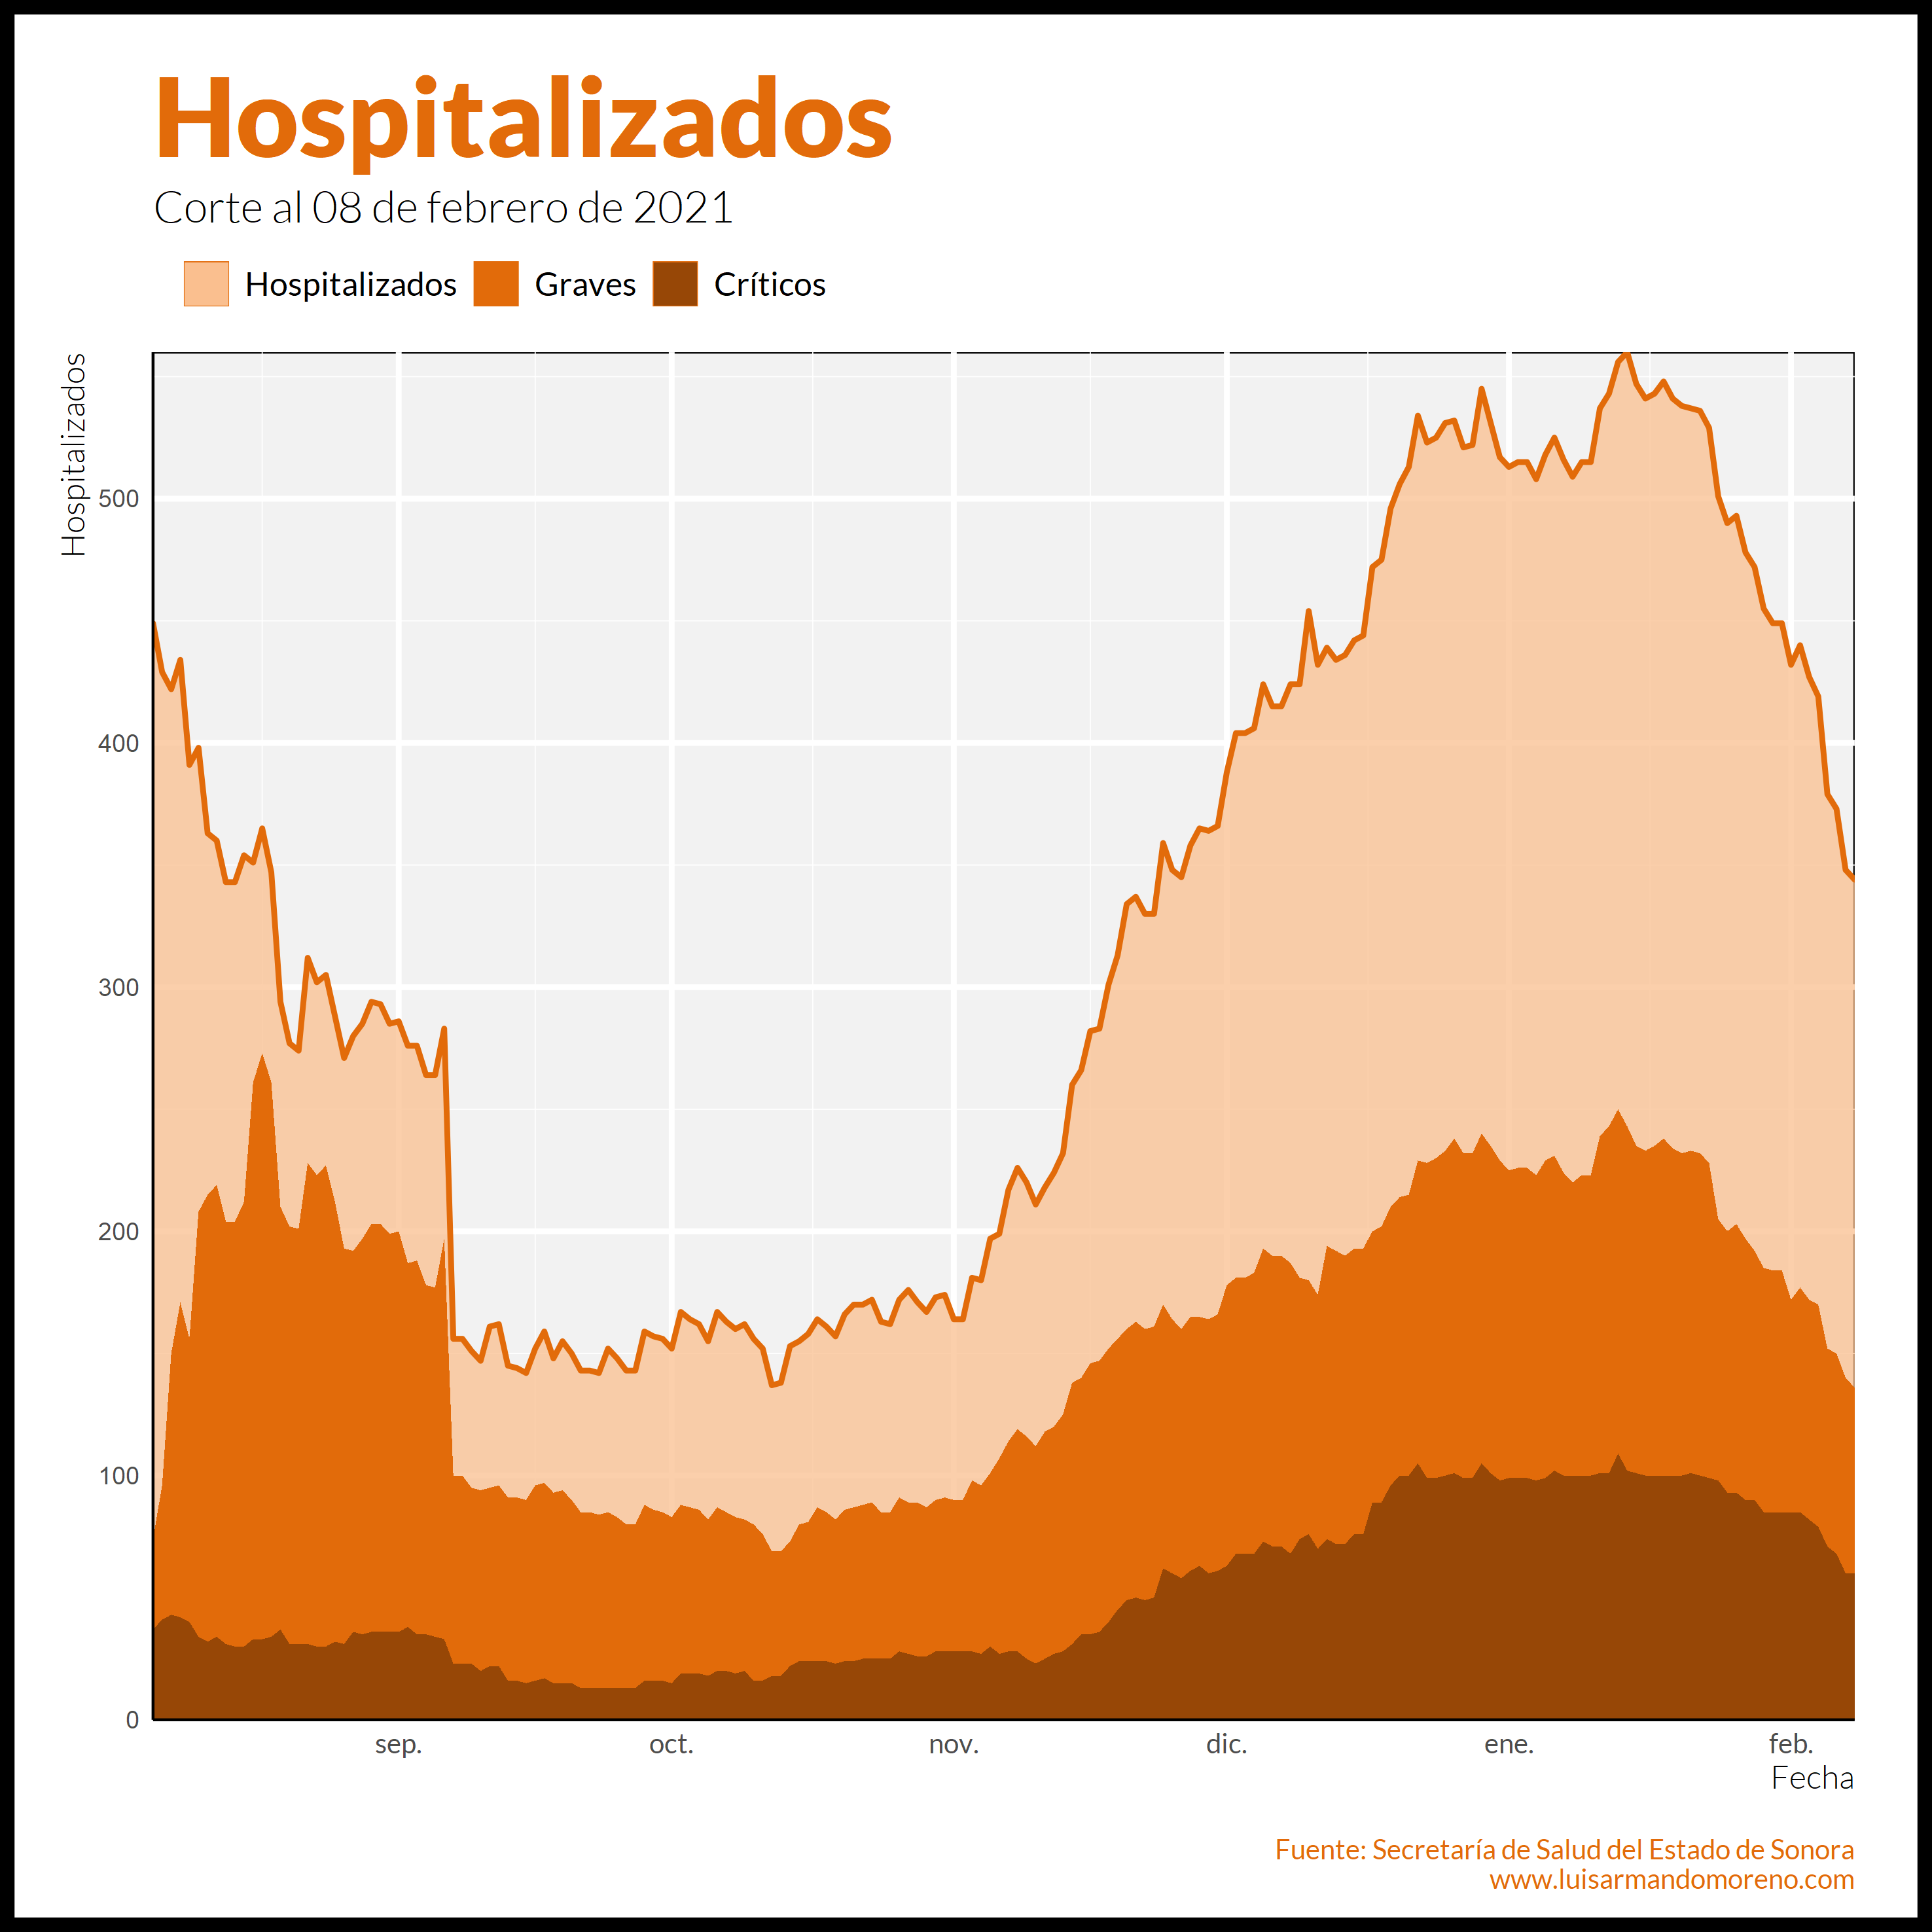 Hospitalizados
Corte al 08 de febrero de 2021
Hospitalizados Graves Críticos
Hospitalizados
500
400
300
200
100
0
sep. oct. nov. dic. ene. feb.
Fecha
Fuente: Secretaría de Salud del Estado de Sonora
www.luisarmandomoreno.com